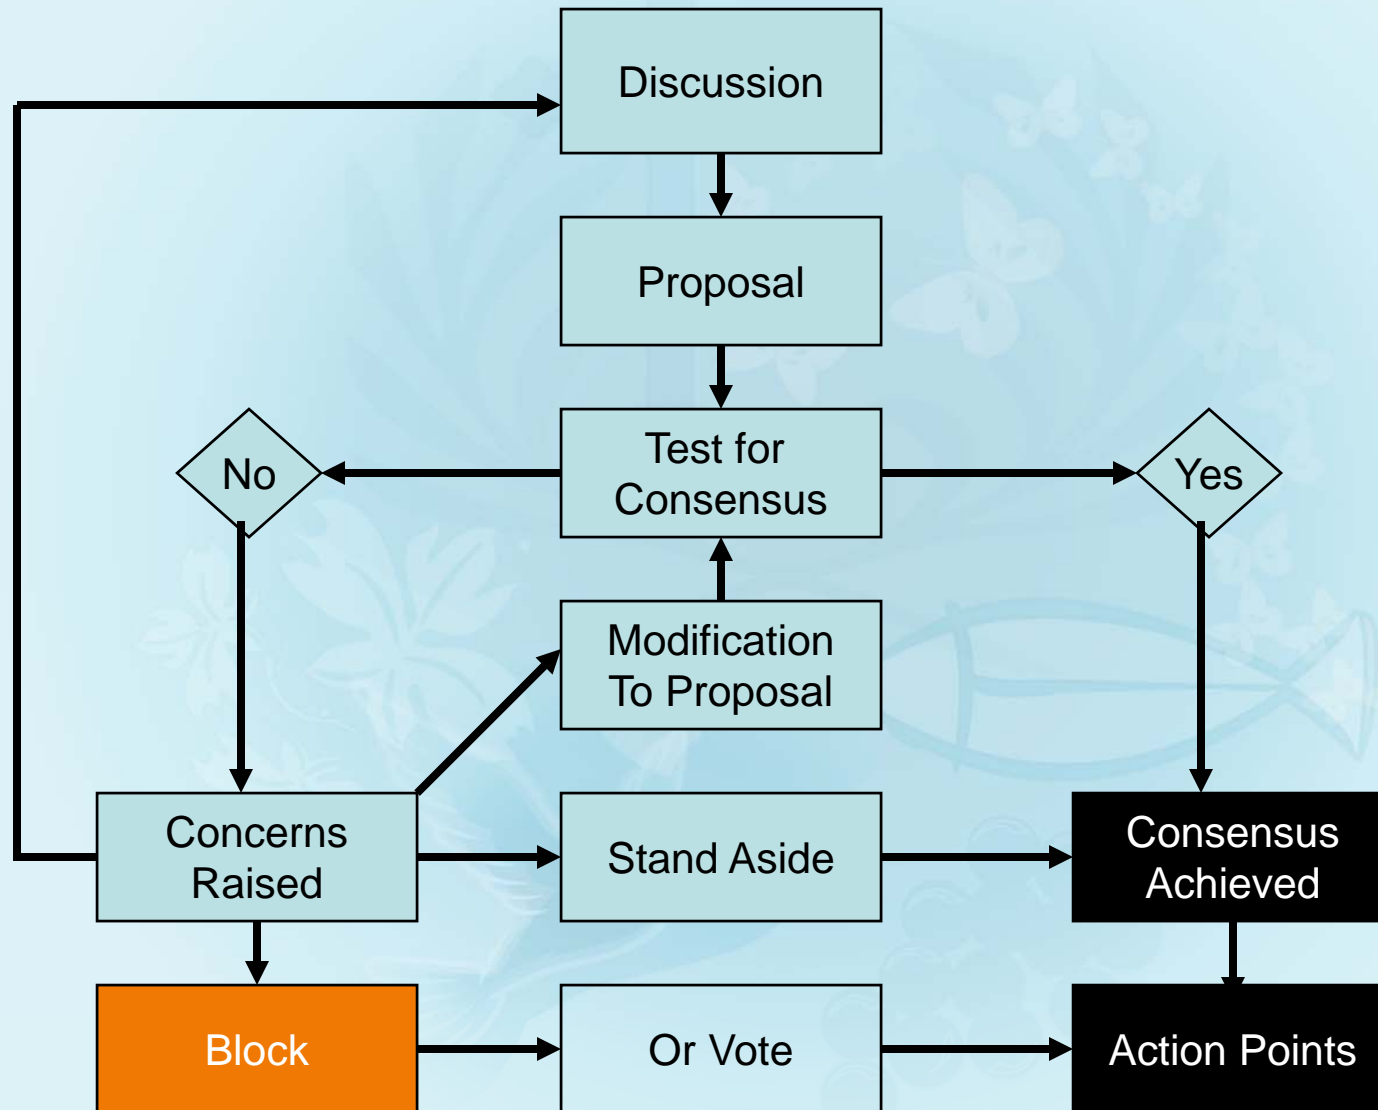 Discussion
Proposal
No
Test for
Consensus
Yes
Modification
To Proposal
Concerns
Raised
Stand Aside
Consensus
Achieved
Block
Or Vote
Action Points